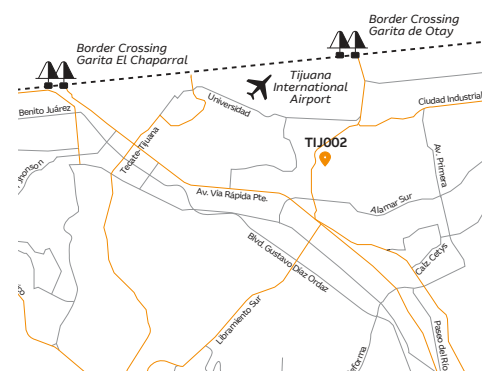 Border Crossing
Garita de Otay
Border Crossing
Garita El Chaparral
Tijuana
International
Airport
Universidad
Ciudad Industrial
Benito Juárez
Tecate-Tijuana
TIJ002
Av. Primera
Av. Vía Rápida Pte.
Alamar Sur
Blvd. Gustavo Díaz Ordaz
Calz. Cetys
Libramiento Sur
Paseo del Río